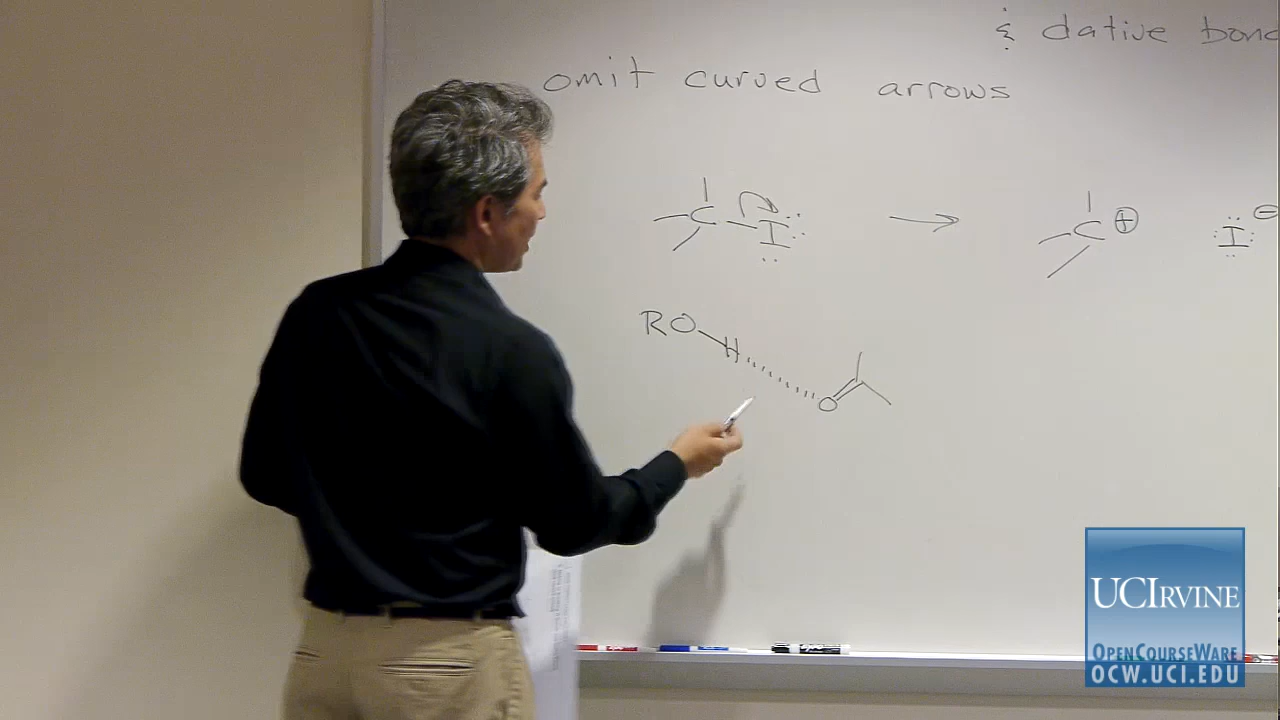 & dative bond
omit curved arrows
C I
C ⊕ I ⊖
RO
H
O
UCIRVINE
OPENCOURSEWARE
OCW.UCI.EDU